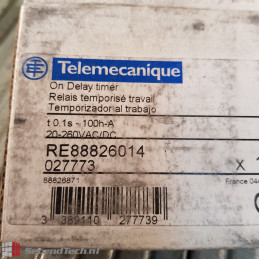 Telemecanique
On Delay timer
Relais temporisé travail
Temporizador al trabajo
t 0.1s - 100h-A
20-260VAC/DC
RE88826014
027773
x
88826871
France
3 389110 277739
SecondTech.nl